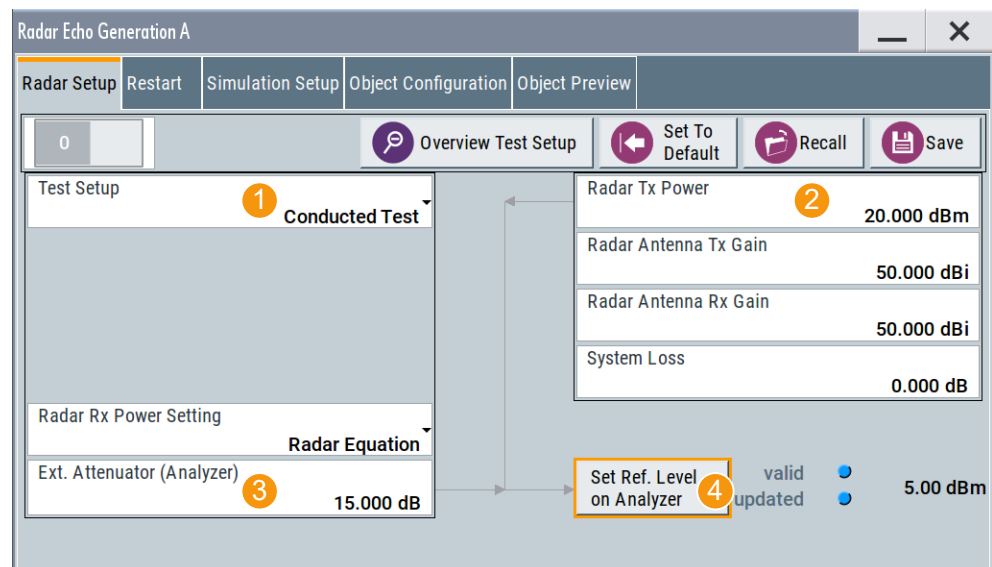 Radar Echo Generation A
Radar Setup Restart Simulation Setup Object Configuration Object Preview
0
Overview Test Setup
Set To
Default
Recall
Save
Test Setup
1
Conducted Test
Radar Tx Power
2
20.000 dBm
Radar Antenna Tx Gain
50.000 dBi
Radar Antenna Rx Gain
50.000 dBi
System Loss
0.000 dB
Radar Rx Power Setting
Radar Equation
Ext. Attenuator (Analyzer)
3
15.000 dB
Set Ref. Level
on Analyzer
4
valid
updated
5.00 dBm